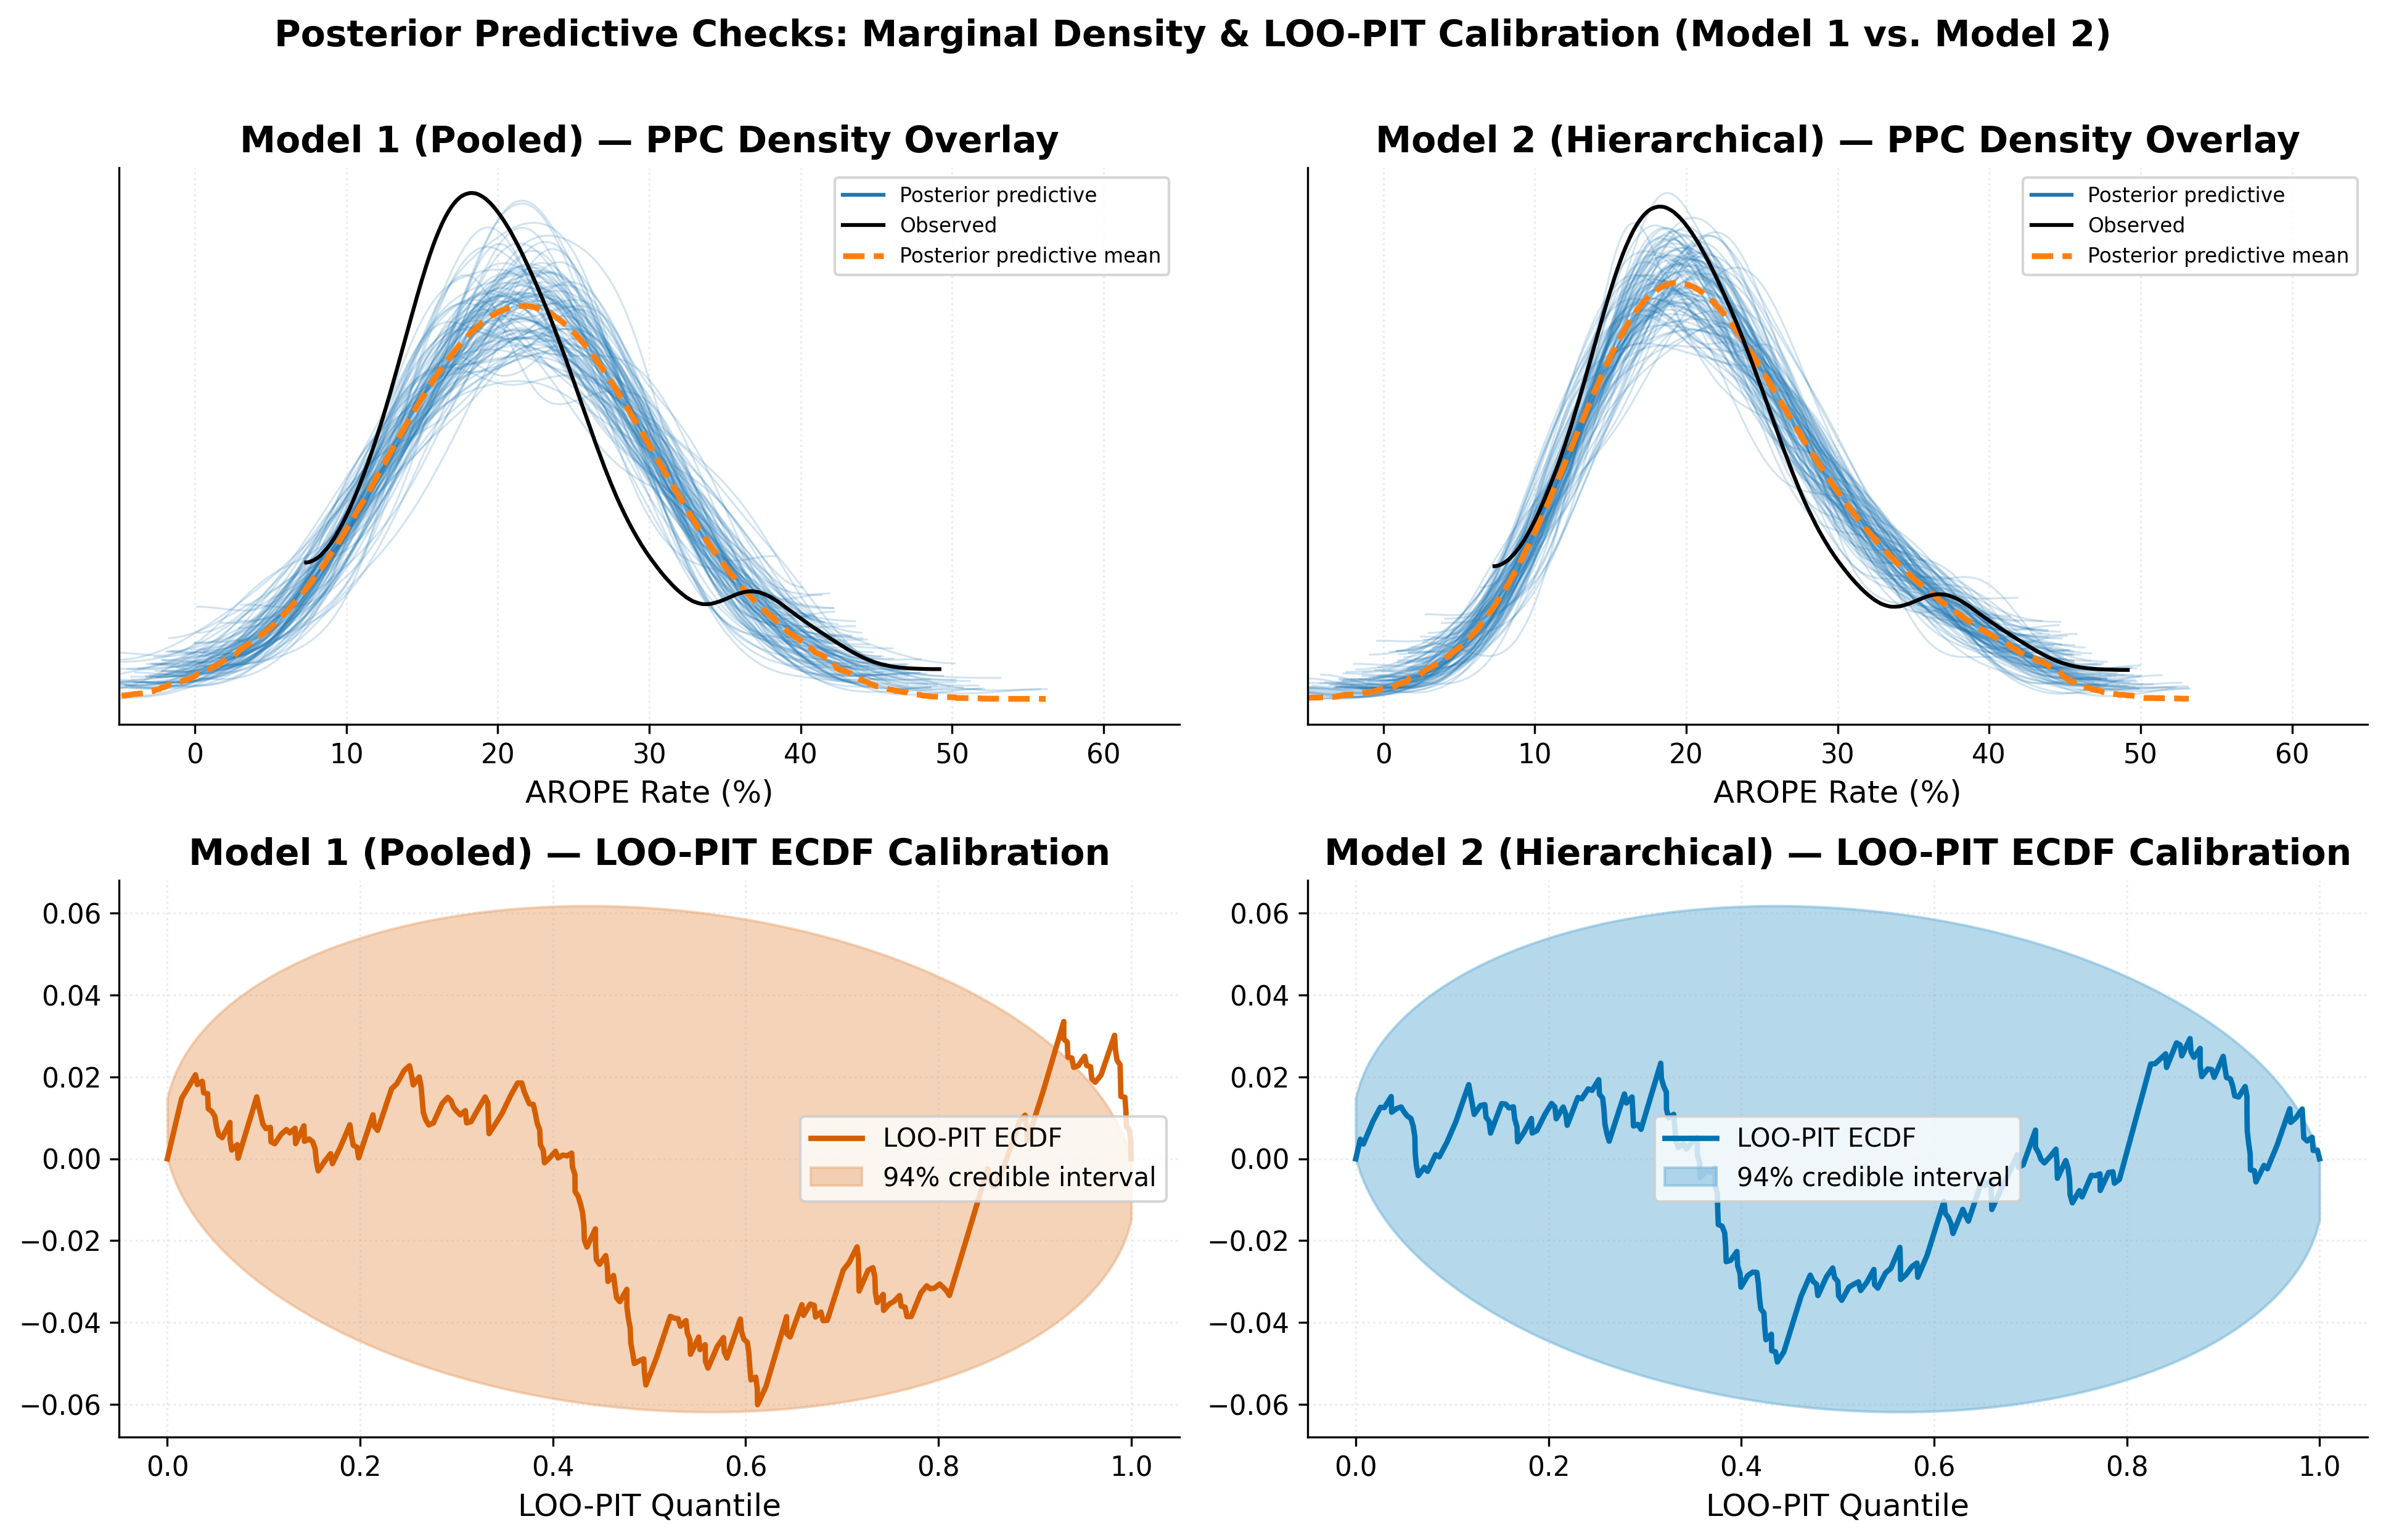 Posterior Predictive Checks: Marginal Density & LOO-PIT Calibration (Model 1 vs. Model 2)
Model 1 (Pooled) — PPC Density Overlay
Posterior predictive
Observed
Posterior predictive mean
0 10 20 30 40 50 60
AROPE Rate (%)
Model 2 (Hierarchical) — PPC Density Overlay
Posterior predictive
Observed
Posterior predictive mean
0 10 20 30 40 50 60
AROPE Rate (%)
Model 1 (Pooled) — LOO-PIT ECDF Calibration
0.06
0.04
0.02
0.00
−0.02
−0.04
−0.06
LOO-PIT ECDF
94% credible interval
0.0 0.2 0.4 0.6 0.8 1.0
LOO-PIT Quantile
Model 2 (Hierarchical) — LOO-PIT ECDF Calibration
0.06
0.04
0.02
0.00
−0.02
−0.04
−0.06
LOO-PIT ECDF
94% credible interval
0.0 0.2 0.4 0.6 0.8 1.0
LOO-PIT Quantile